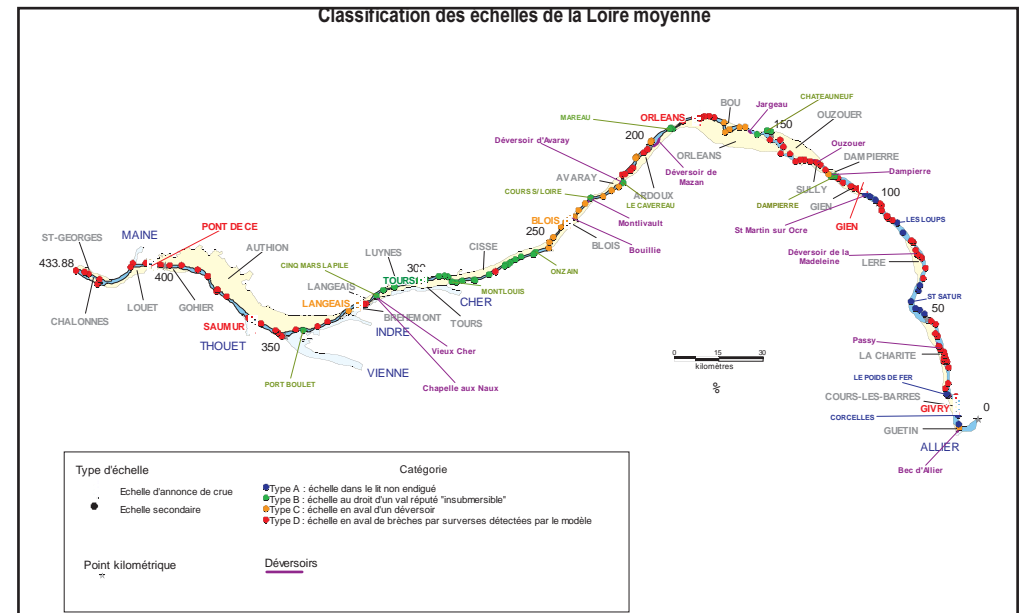 Classification des échelles de la Loire moyenne
BOU
Jargeau
CHATEAUNEUF
150
OUZOUER
MAREAU
ORLEANS
200
Déversoir d'Avaray
ORLEANS
Ouzouer
DAMPIERRE
Déversoir de
Mazan
Dampierre
AVARAY
ARDOUX
SULLY
COURS S/LOIRE
LE CAVEREAU
DAMPIERRE
GIEN
100
BLOIS
Montlivault
St Martin sur Ocre
GIEN
LES LOUPS
PONT DE CE
MAINE
ST-GEORGES
250
BLOIS
Bouillie
AUTHION
CISSE
LUYNES
Déversoir de la
Madeleine
LERE
433.88
400
CINQ MARS LA PILE
300
ONZAIN
TOURS
LANGEAIS
MONTLOUIS
LOUET
GOHIER
LANGEAIS
CHER
ST SATUR
50
CHALONNES
SAUMUR
BREHEMONT
TOURS
INDRE
THOUET
350
Vieux Cher
Passy
VIENNE
Chapelle aux Naux
0 15 30
kilomètres
LA CHARITE
PORT BOULET
%
LE POIDS DE FER
COURS-LES-BARRES
GIVRY
0
CORCELLES
GUETIN
ALLIER
Bec d'Allier
Type d'échelle
Echelle d'annonce de crue
Echelle secondaire
Point kilométrique
Catégorie
Type A : échelle dans le lit non endigué
Type B : échelle au droit d'un val réputé "insubmersible"
Type C : échelle en aval d'un déversoir
Type D : échelle en aval de brèches par surverses détectées par le modèle
Déversoirs